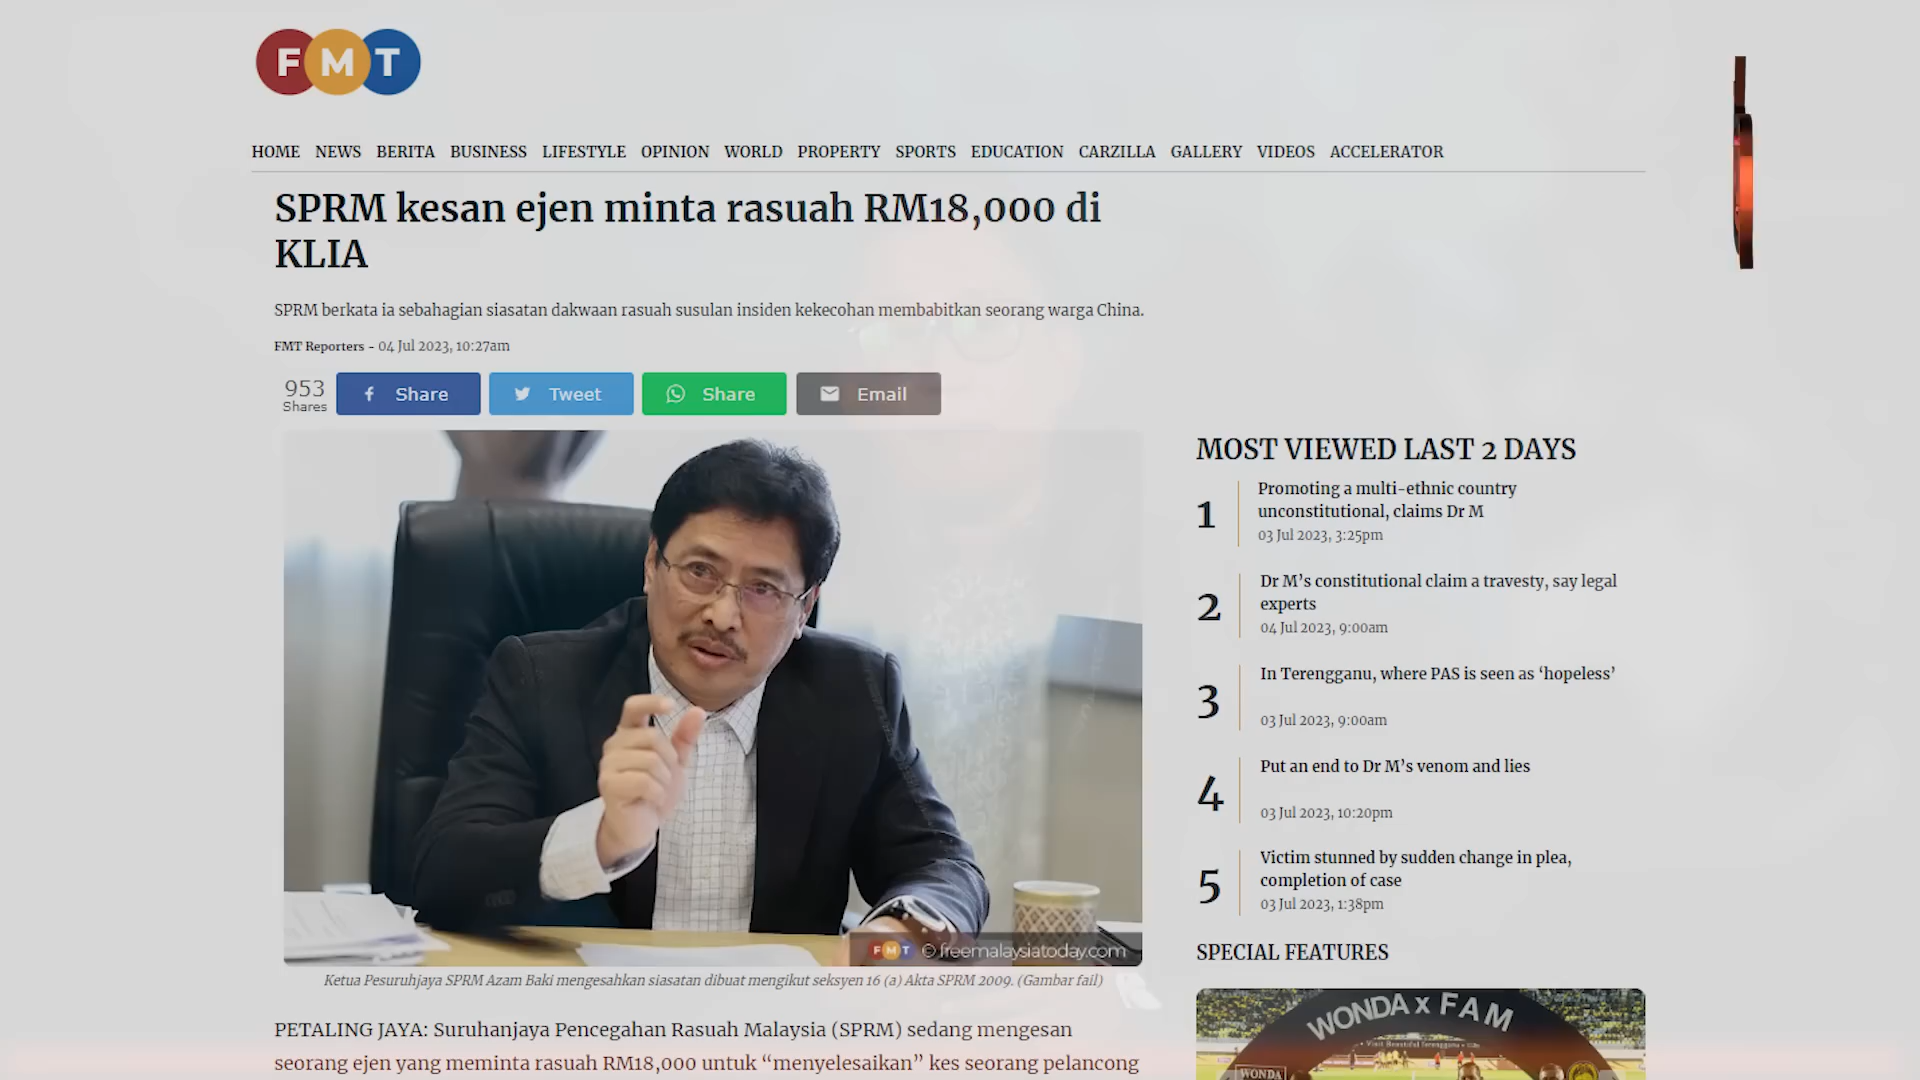 FMT
HOME NEWS BERITA BUSINESS LIFESTYLE OPINION WORLD PROPERTY SPORTS EDUCATION CARZILLA GALLERY VIDEOS ACCELERATOR
SPRM kesan ejen minta rasuah RM18,000 di
KLIA
SPRM berkata ia sebahagian siasatan dakwaan rasuah susulan insiden kekecohan membabitkan seorang warga China.
FMT Reporters - 04 Jul 2023, 10:27am
953
Shares
Share
Tweet
Share
Email
FMT © freemalaysiatoday.com
Ketua Pesuruhjaya SPRM Azam Baki mengesahkan siasatan dibuat mengikut seksyen 16 (a) Akta SPRM 2009. (Gambar fail)
PETALING JAYA: Suruhanjaya Pencegahan Rasuah Malaysia (SPRM) sedang mengesan
seorang ejen yang meminta rasuah RM18,000 untuk “menyelesaikan” kes seorang pelancong
MOST VIEWED LAST 2 DAYS
1
Promoting a multi-ethnic country
unconstitutional, claims Dr M
03 Jul 2023, 3:25pm
2
Dr M’s constitutional claim a travesty, say legal
experts
04 Jul 2023, 9:00am
3
In Terengganu, where PAS is seen as ‘hopeless’
03 Jul 2023, 9:00am
4
Put an end to Dr M’s venom and lies
03 Jul 2023, 10:20pm
5
Victim stunned by sudden change in plea,
completion of case
03 Jul 2023, 1:38pm
SPECIAL FEATURES
WONDA x FAM
WONDA